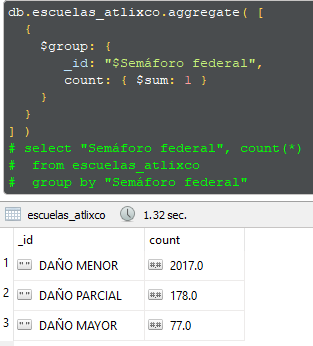 db.escuelas_atlixco.aggregate( [
  {
    $group: {
      _id: "$Semáforo federal",
      count: { $sum: 1 }
    }
  }
] )
# select "Semáforo federal", count(*)
#  from escuelas_atlixco
#  group by "Semáforo federal"
escuelas_atlixco 1.32 sec.
_id count
1 "" DAÑO MENOR ## 2017.0
2 "" DAÑO PARCIAL ## 178.0
3 "" DAÑO MAYOR ## 77.0